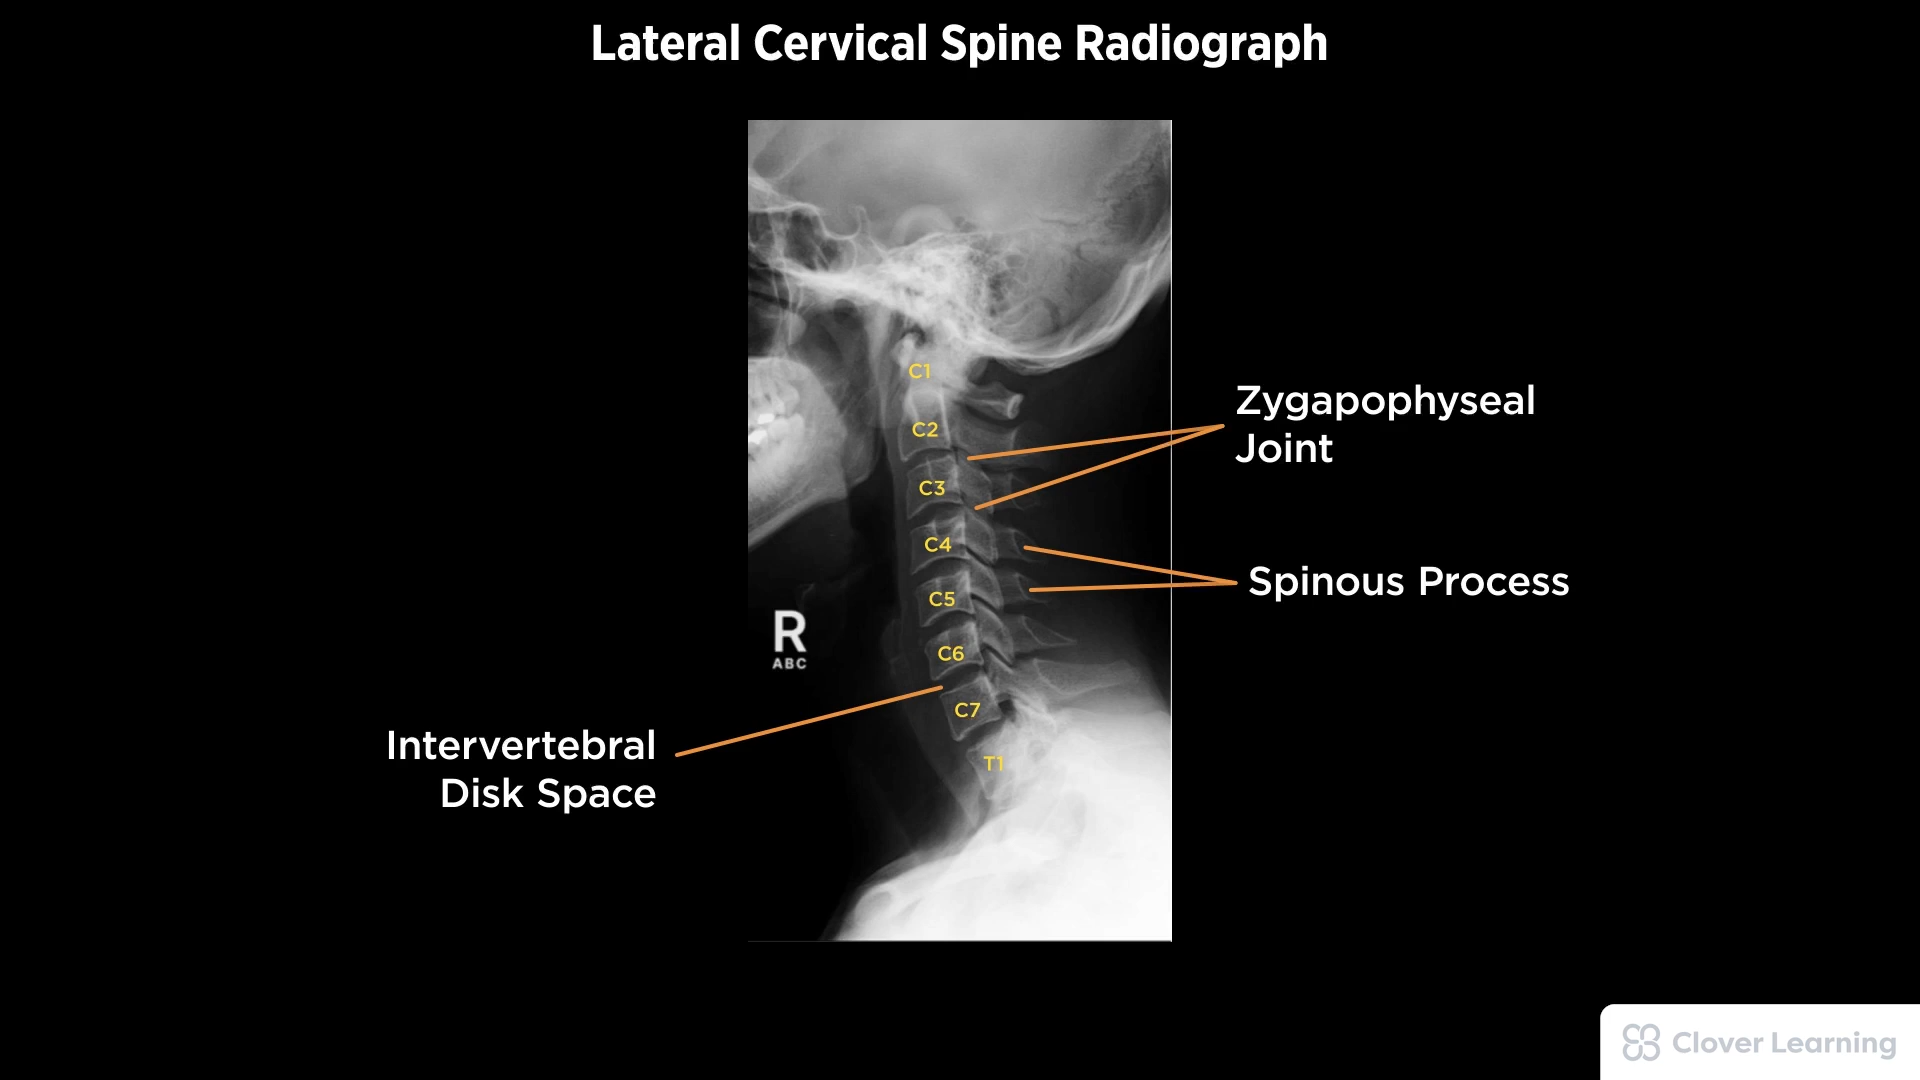 Lateral Cervical Spine Radiograph
C1
C2
C3
C4
C5
C6
C7
T1
Zygapophyseal
Joint
Spinous Process
R
ABC
Intervertebral
Disk Space
Clover Learning